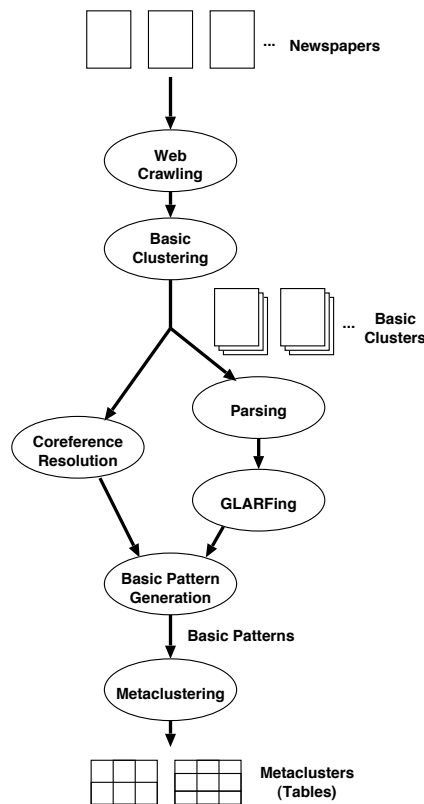 ... Newspapers
Web
Crawling
Basic
Clustering
... Basic
Clusters
Parsing
Coreference
Resolution
GLARFing
Basic Pattern
Generation
Basic Patterns
Metaclustering
Metaclusters
(Tables)